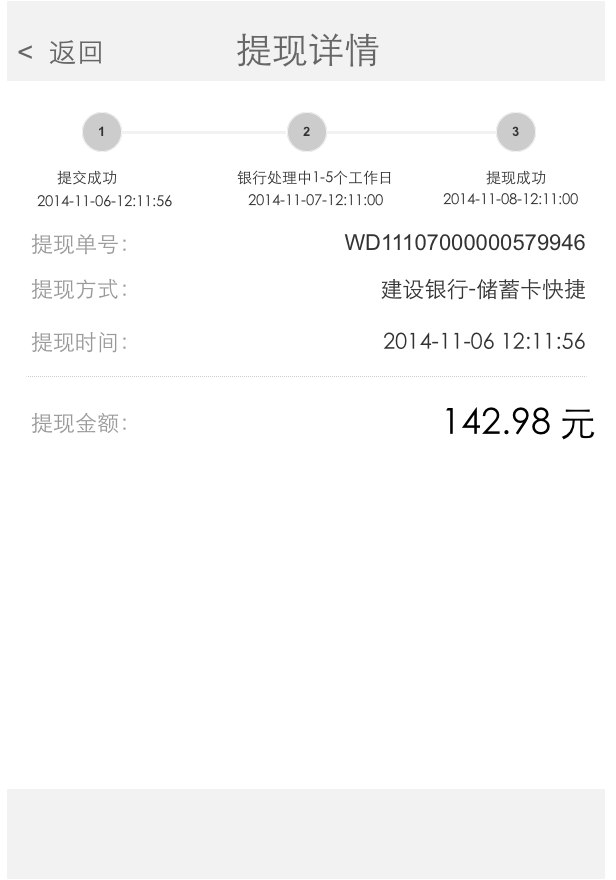 < 返回
提现详情
1
2
3
提交成功
2014-11-06-12:11:56
银行处理中1-5个工作日
2014-11-07-12:11:00
提现成功
2014-11-08-12:11:00
提现单号： WD11107000000579946
提现方式： 建设银行-储蓄卡快捷
提现时间： 2014-11-06 12:11:56
提现金额： 142.98 元